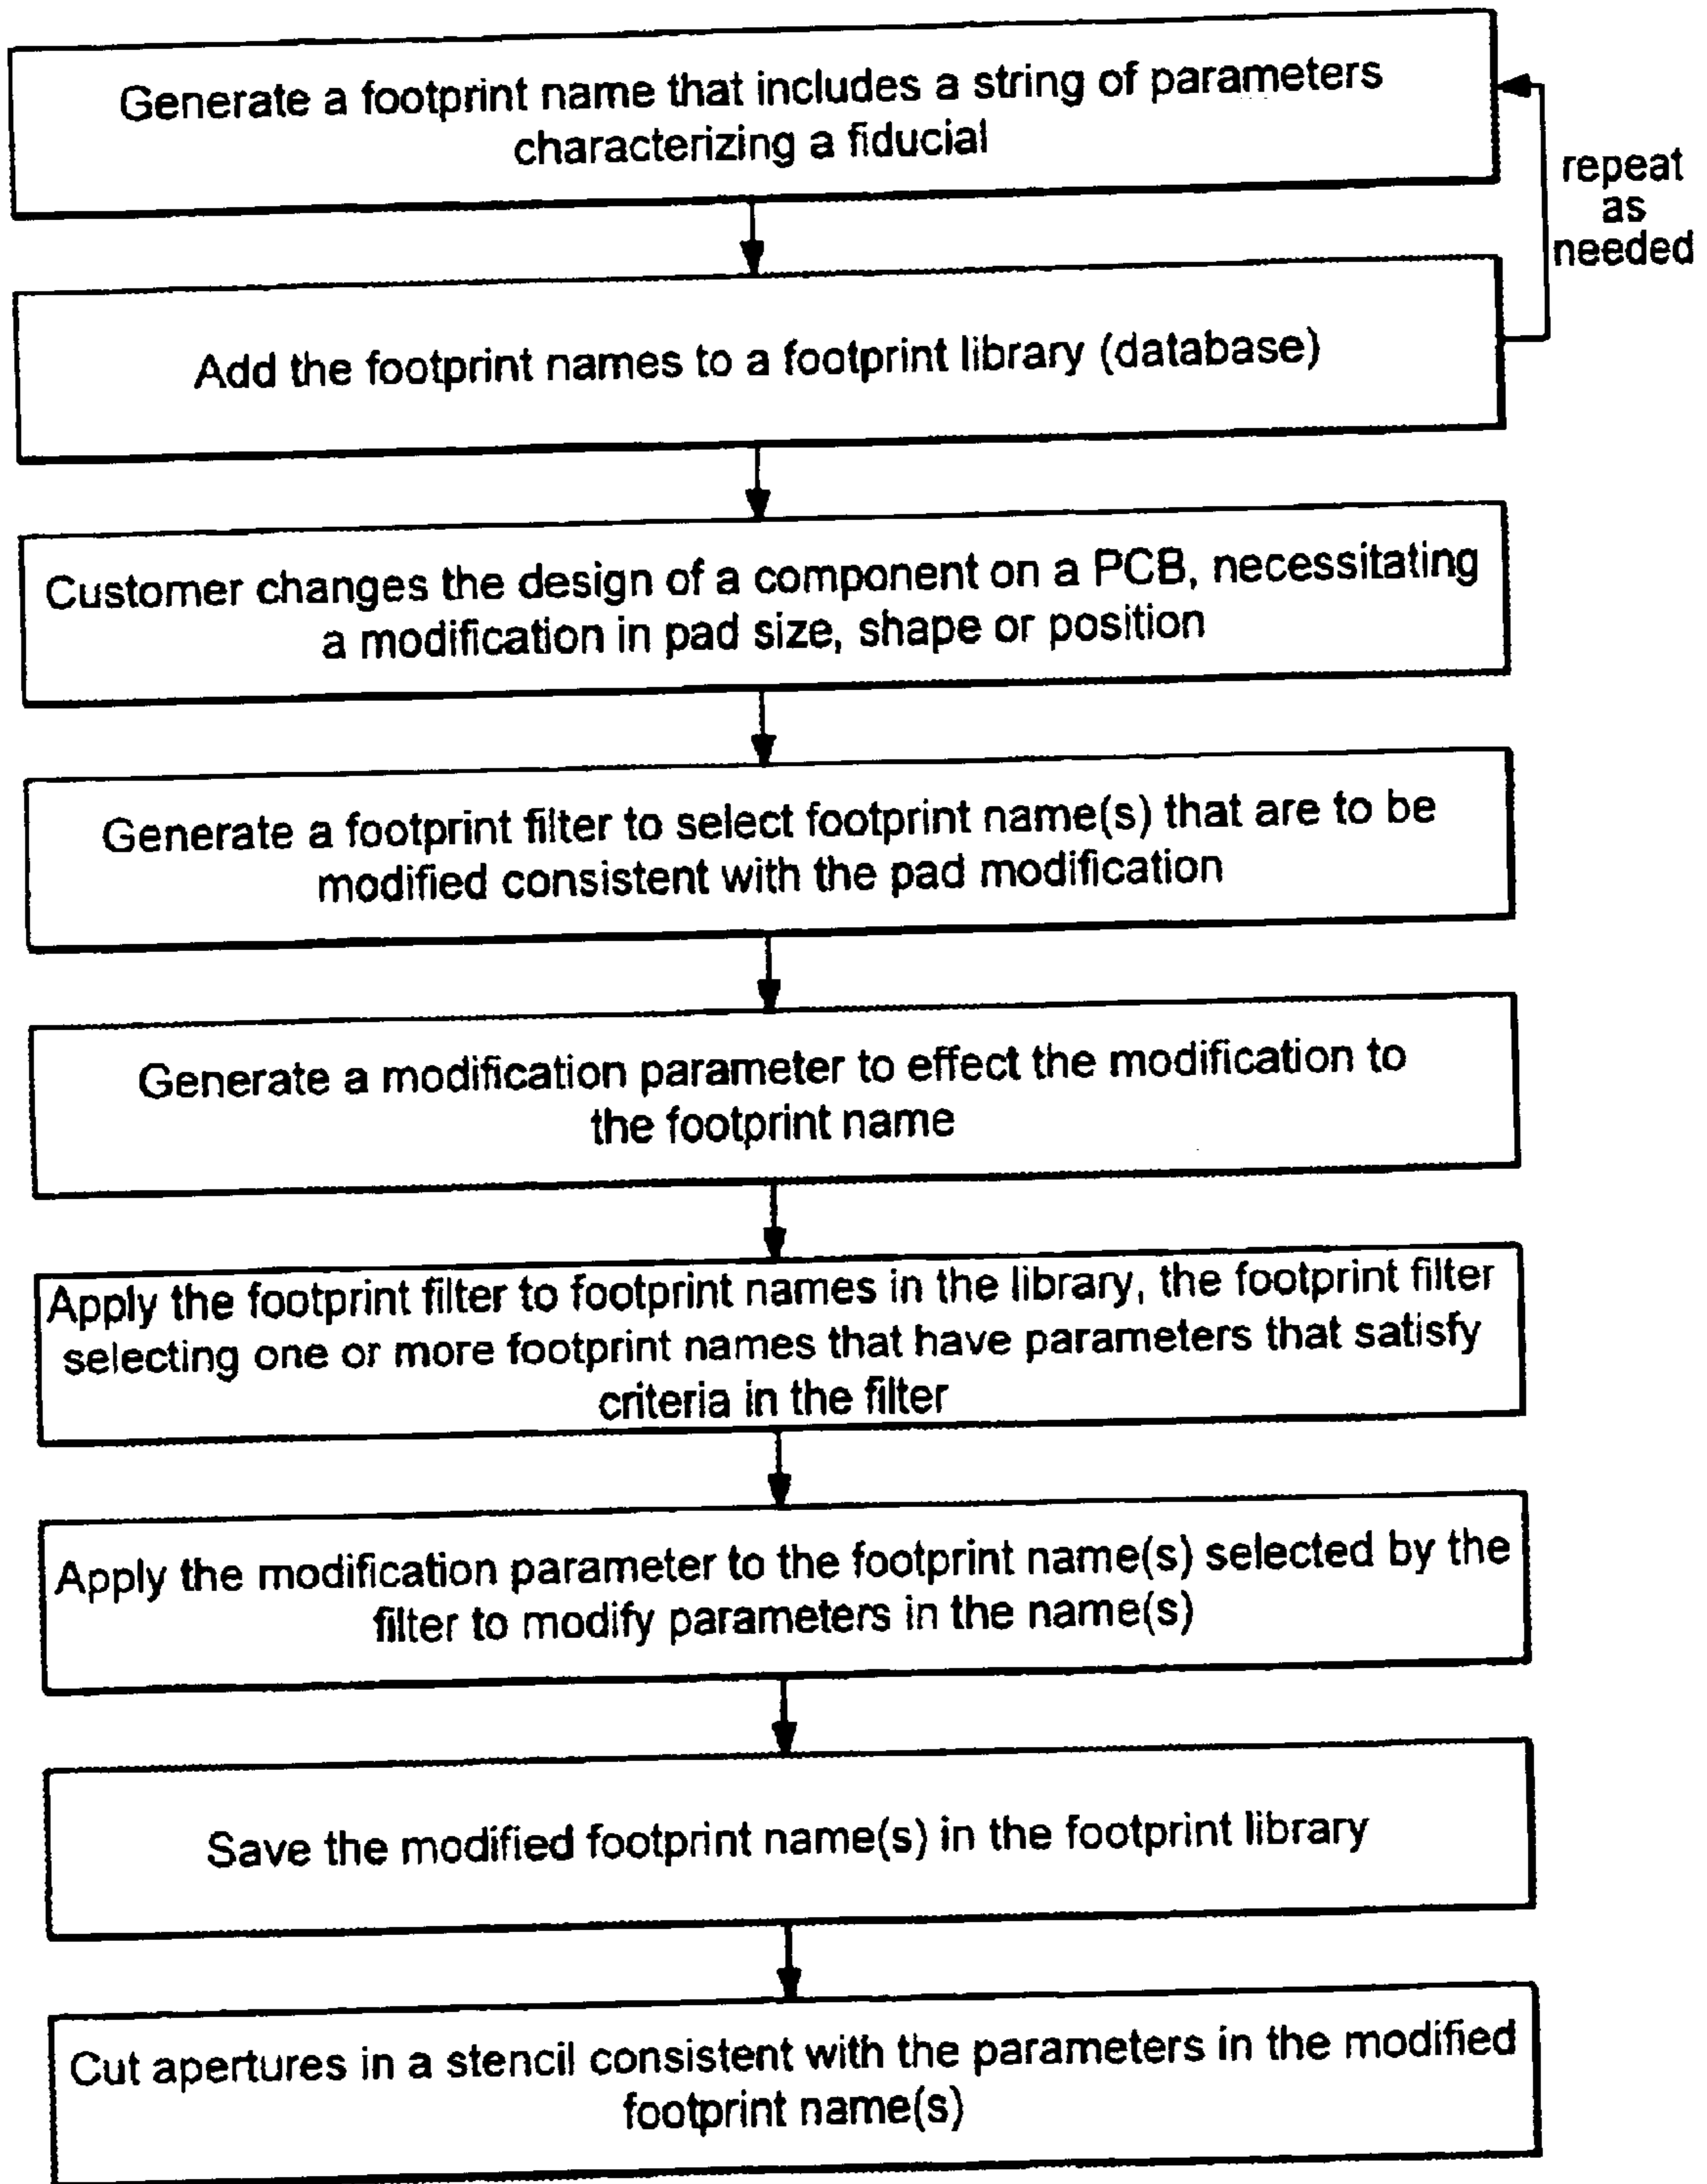 Generate a footprint name that includes a string of parameters
characterizing a fiducial
repeat
as
needed
Add the footprint names to a footprint library (database)
Customer changes the design of a component on a PCB, necessitating
a modification in pad size, shape or position
Generate a footprint filter to select footprint name(s) that are to be
modified consistent with the pad modification
Generate a modification parameter to effect the modification to
the footprint name
Apply the footprint filter to footprint names in the library, the footprint filter
selecting one or more footprint names that have parameters that satisfy
criteria in the filter
Apply the modification parameter to the footprint name(s) selected by the
filter to modify parameters in the name(s)
Save the modified footprint name(s) in the footprint library
Cut apertures in a stencil consistent with the parameters in the modified
footprint name(s)